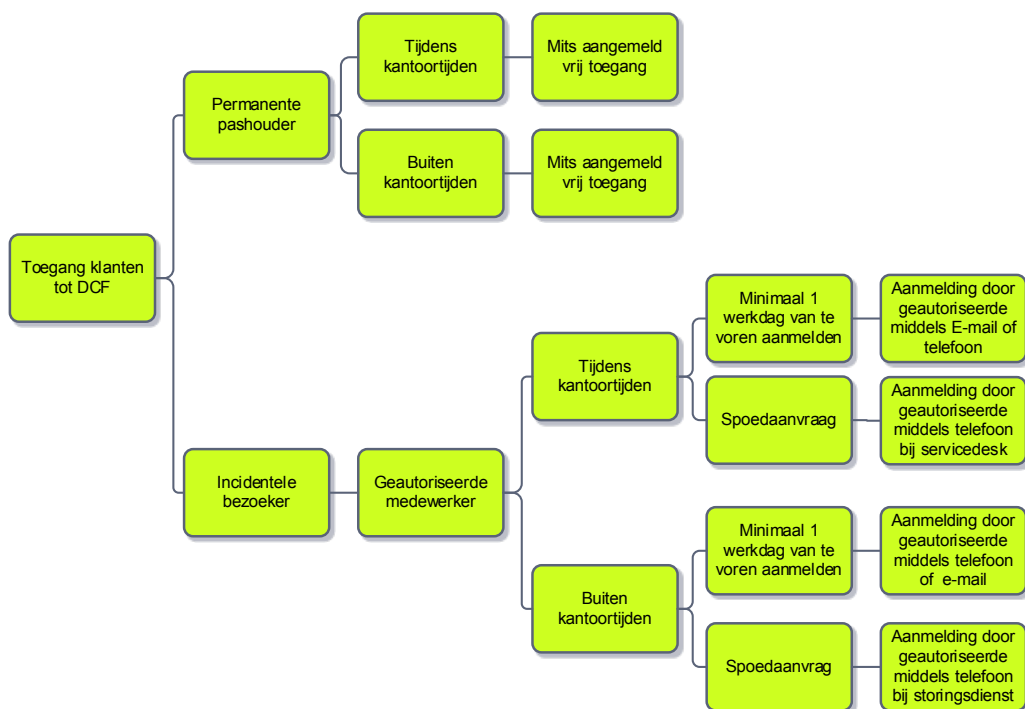 Toegang klanten
tot DCF
Permanente
pashouder
Tijdens
kantoortijden
Mits aangemeld
vrij toegang
Buiten
kantoortijden
Mits aangemeld
vrij toegang
Incidentele
bezoeker
Geautoriseerde
medewerker
Tijdens
kantoortijden
Minimaal 1
werkdag van te
voren aanmelden
Aanmelding door
geautoriseerde
middels E-mail of
telefoon
Spoedaanvraag
Aanmelding door
geautoriseerde
middels telefoon
bij servicedesk
Buiten
kantoortijden
Minimaal 1
werkdag van te
voren aanmelden
Aanmelding door
geautoriseerde
middels telefoon
of e-mail
Spoedaanvrag
Aanmelding door
geautoriseerde
middels telefoon
bij storingsdienst